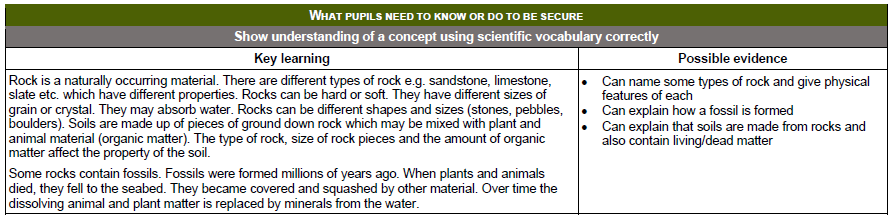 WHAT PUPILS NEED TO KNOW OR DO TO BE SECURE
Show understanding of a concept using scientific vocabulary correctly
Key learning
Possible evidence
Rock is a naturally occurring material. There are different types of rock e.g. sandstone, limestone,
slate etc. which have different properties. Rocks can be hard or soft. They have different sizes of
grain or crystal. They may absorb water. Rocks can be different shapes and sizes (stones, pebbles,
boulders). Soils are made up of pieces of ground down rock which may be mixed with plant and
animal material (organic matter). The type of rock, size of rock pieces and the amount of organic
matter affect the property of the soil.
Some rocks contain fossils. Fossils were formed millions of years ago. When plants and animals
died, they fell to the seabed. They became covered and squashed by other material. Over time the
dissolving animal and plant matter is replaced by minerals from the water.
• Can name some types of rock and give physical
features of each
• Can explain how a fossil is formed
• Can explain that soils are made from rocks and
also contain living/dead matter